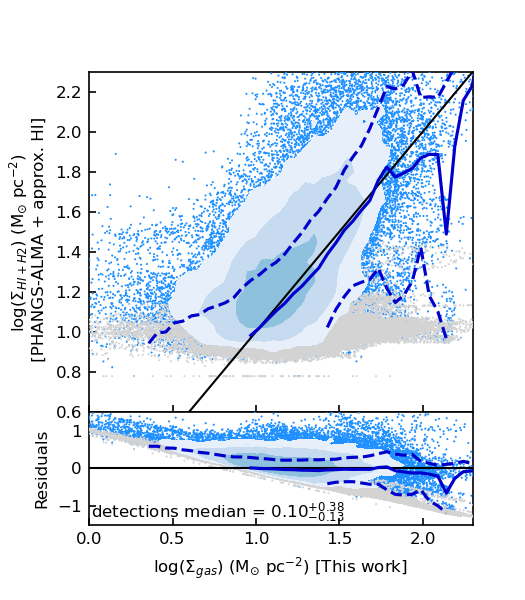 log(Σ_{HI+H2}) (M_⊙ pc^{−2})
[PHANGS-ALMA + approx. HI]
2.2
2.0
1.8
1.6
1.4
1.2
1.0
0.8
0.6
Residuals
1
0
−1
detections median = 0.10^{+0.38}_{−0.13}
0.0 0.5 1.0 1.5 2.0
log(Σ_{gas}) (M_⊙ pc^{−2}) [This work]